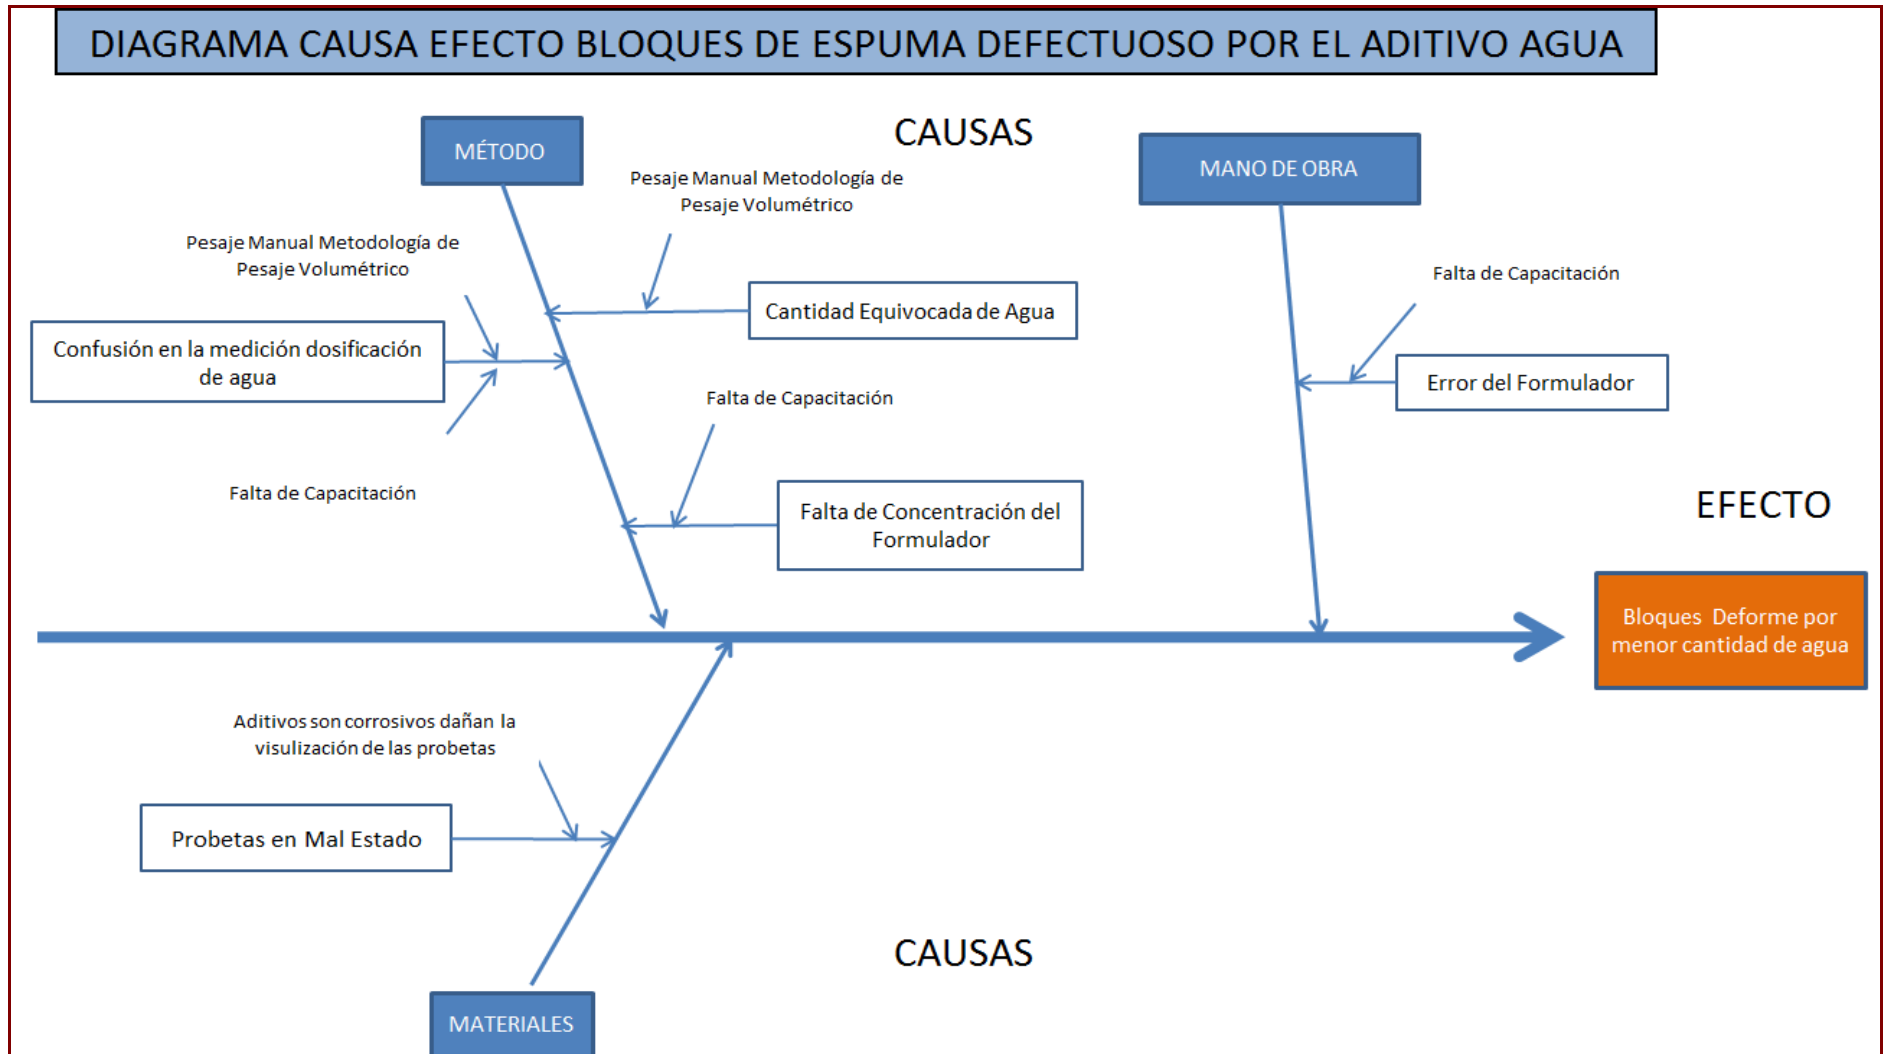 DIAGRAMA CAUSA EFECTO BLOQUES DE ESPUMA DEFECTUOSO POR EL ADITIVO AGUA
CAUSAS
MÉTODO
MANO DE OBRA
Pesaje Manual Metodología de
Pesaje Volumétrico
Pesaje Manual Metodología de
Pesaje Volumétrico
Falta de Capacitación
Cantidad Equivocada de Agua
Confusión en la medición dosificación
de agua
Error del Formulador
Falta de Capacitación
Falta de Capacitación
Falta de Concentración del
Formulador
EFECTO
Bloques Deforme por
menor cantidad de agua
Aditivos son corrosivos dañan la
visulización de las probetas
Probetas en Mal Estado
CAUSAS
MATERIALES